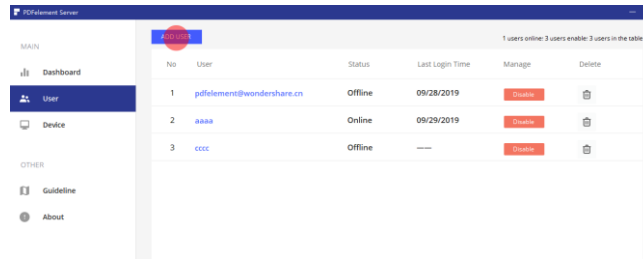 PDFelement Server
MAIN
Dashboard
User
Device
OTHER
Guideline
About
ADD USER
1 users online: 3 users enable: 3 users in the table
No User Status Last Login Time Manage Delete
1 pdfelement@wondershare.cn Offline 09/28/2019 Disable
2 aaaa Online 09/29/2019 Disable
3 cccc Offline —— Disable